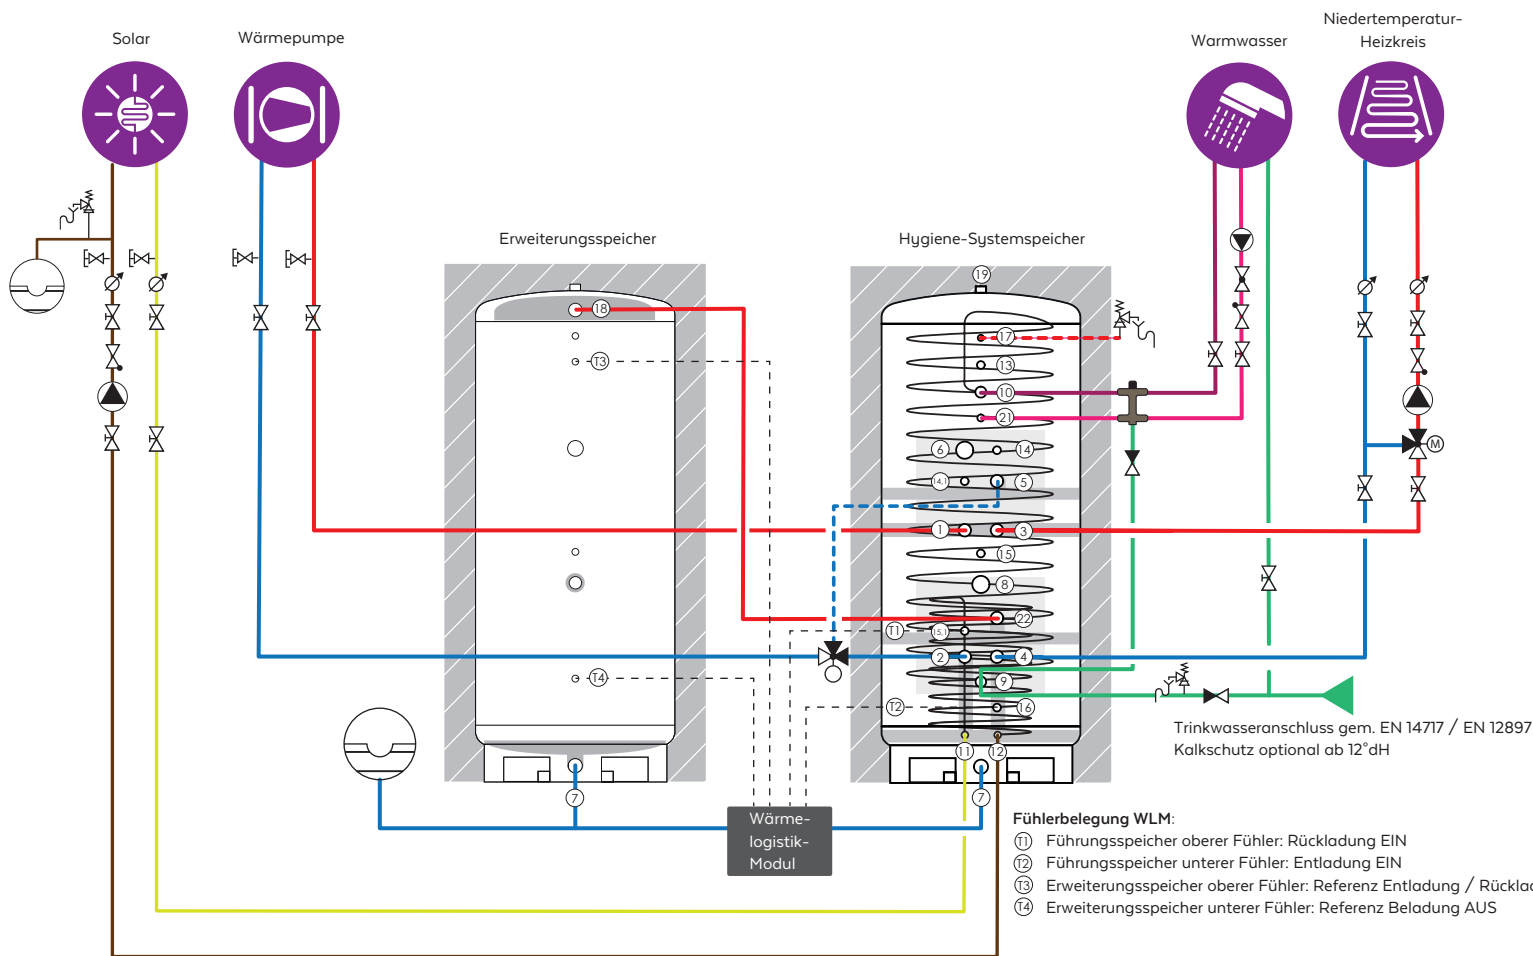 Solar
Wärmepumpe
Warmwasser
Niedertemperatur-
Heizkreis
Erweiterungsspeicher
Hygiene-Systemspeicher
19
18
17
T3
13
10
21
6
14
14,1
5
M
1
3
15
8
22
T1
15,1
2
4
T4
9
T2
16
11
12
7
7
Trinkwasseranschluss gem. EN 14717 / EN 12897
Kalkschutz optional ab 12°dH
Wärme-
logistik-
Modul
Fühlerbelegung WLM:
T1 Führungsspeicher oberer Fühler: Rückladung EIN
T2 Führungsspeicher unterer Fühler: Entladung EIN
T3 Erweiterungsspeicher oberer Fühler: Referenz Entladung / Rücklad
T4 Erweiterungsspeicher unterer Fühler: Referenz Beladung AUS